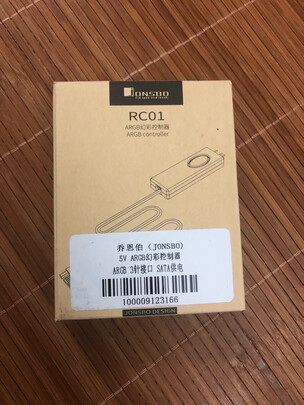 JONSBO
RC01
ARGB幻彩控制器
ARGB controller
乔思伯（JONSBO）
5V ARGB幻彩控制器
ARGB 3针接口 SATA供电
100009123166
JONSBO DESIGN